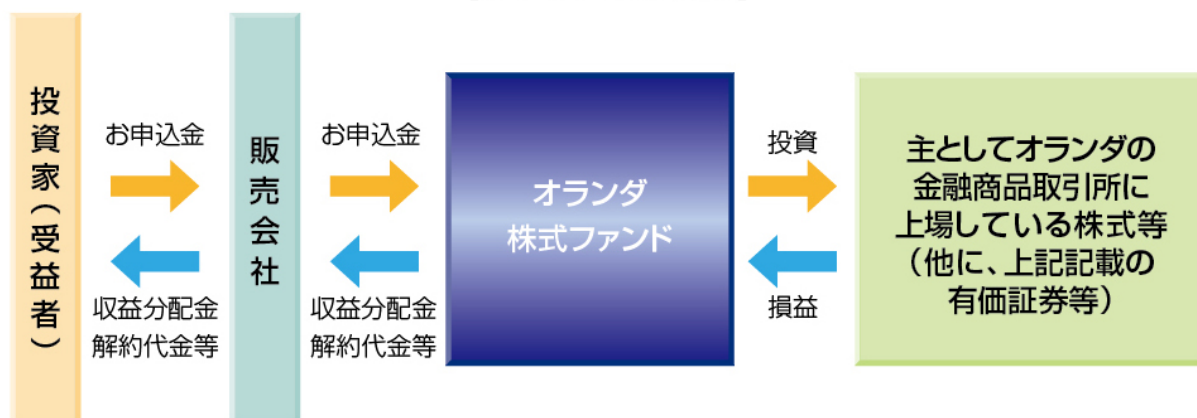 投資家（受益者）
お申込金
収益分配金
解約代金等
販売会社
お申込金
収益分配金
解約代金等
オランダ
株式ファンド
投資
損益
主としてオランダの
金融商品取引所に
上場している株式等
（他に、上記記載の
有価証券等）